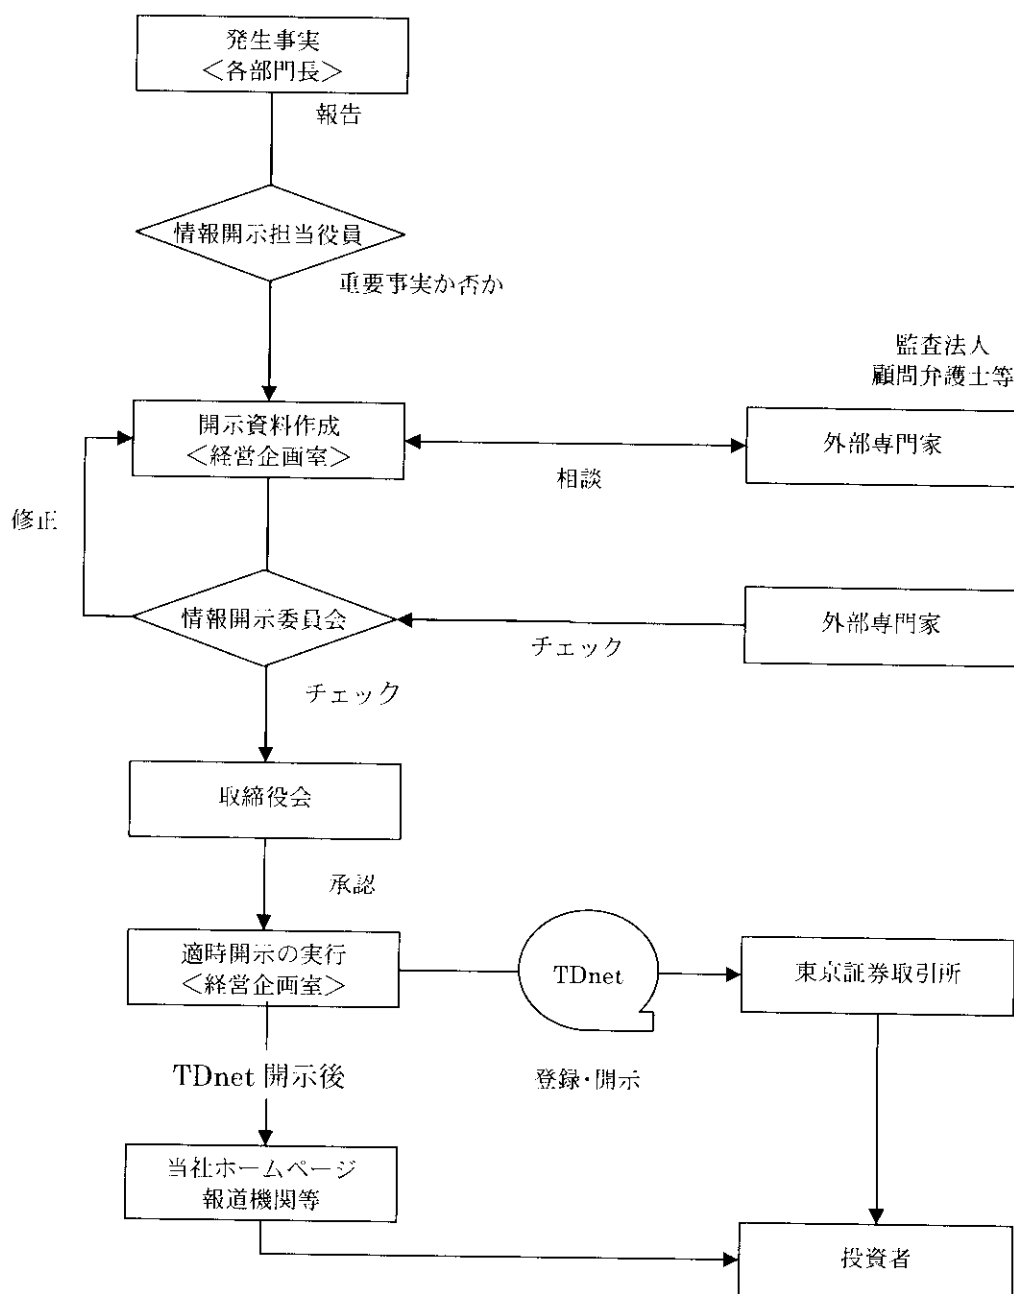 発生事実
＜各部門長＞
報告
情報開示担当役員
重要事実か否か
監査法人
顧問弁護士等
開示資料作成
＜経営企画室＞
外部専門家
相談
修正
情報開示委員会
外部専門家
チェック
チェック
取締役会
承認
適時開示の実行
＜経営企画室＞
TDnet
東京証券取引所
TDnet 開示後
登録・開示
当社ホームページ
報道機関等
投資者